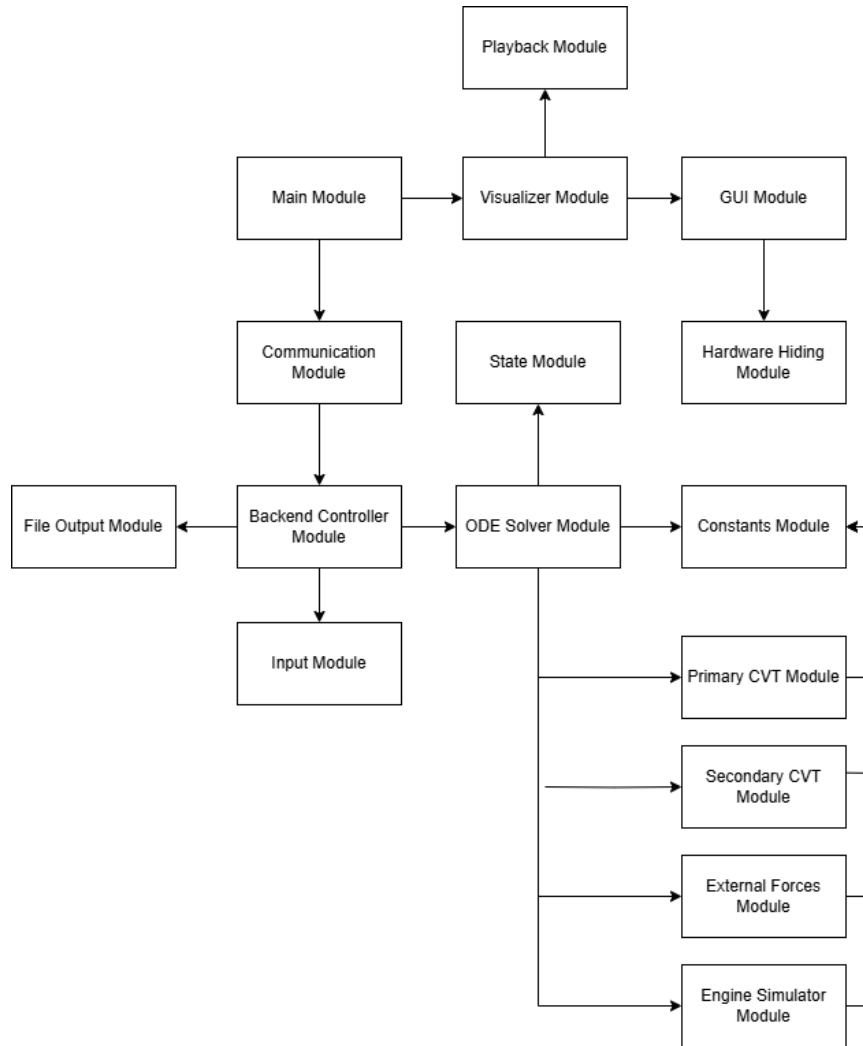 Playback Module
Main Module
Visualizer Module
GUI Module
Communication
Module
State Module
Hardware Hiding
Module
File Output Module
Backend Controller
Module
ODE Solver Module
Constants Module
Input Module
Primary CVT Module
Secondary CVT
Module
External Forces
Module
Engine Simulator
Module